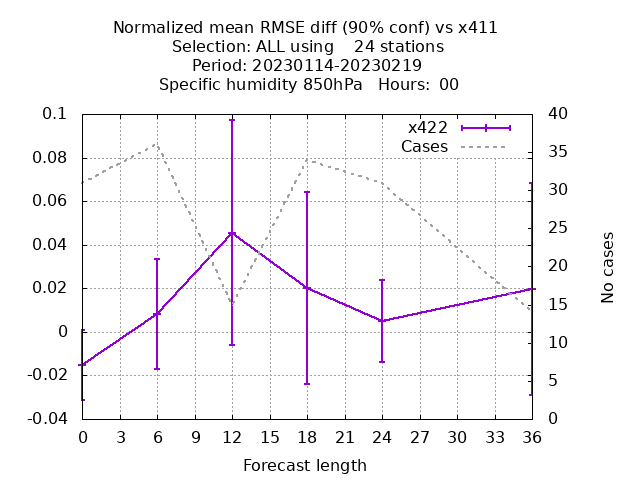 Normalized mean RMSE diff (90% conf) vs x411
Selection: ALL using    24 stations
Period: 20230114-20230219
Specific humidity 850hPa   Hours:  00
0.1
0.08
0.06
0.04
0.02
0
-0.02
-0.04
x422
Cases
40
35
30
25
20
15
10
5
0
No cases
0 3 6 9 12 15 18 21 24 27 30 33 36
Forecast length